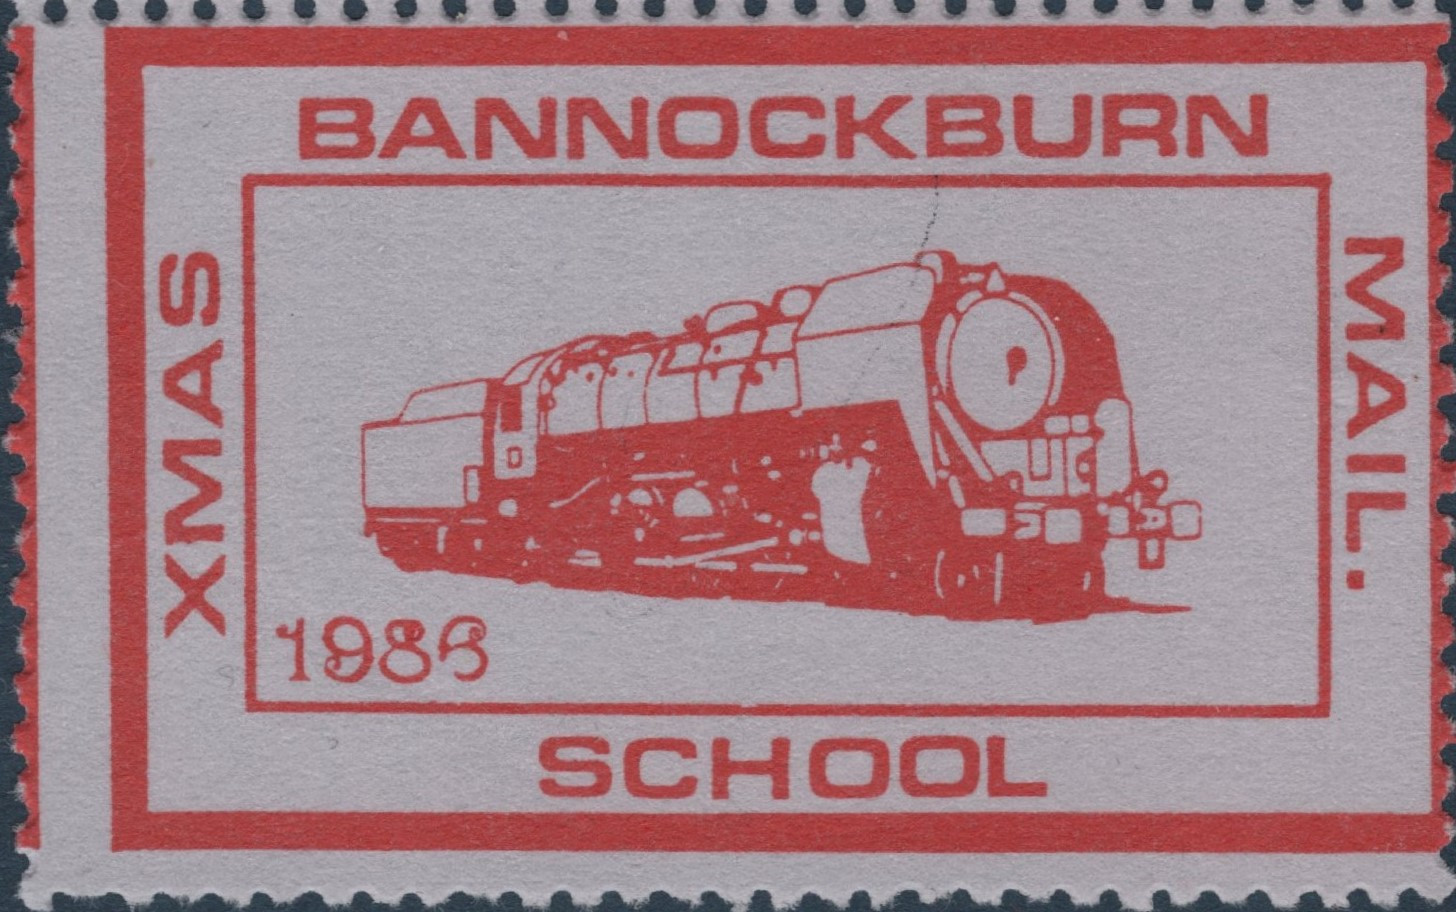 BANNOCKBURN
XMAS
MAIL.
1986
SCHOOL